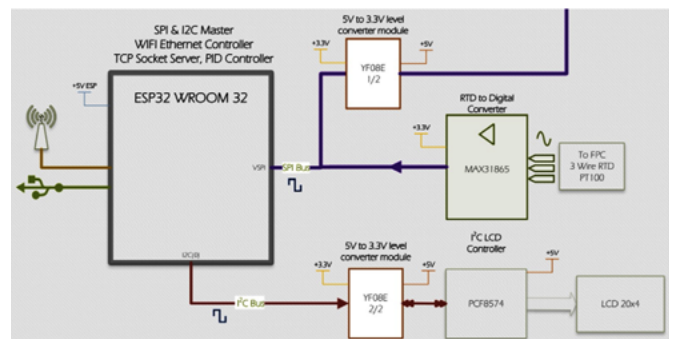 SPI & I2C Master
WIFI Ethernet Controller
TCP Socket Server, PID Controller
+5V ESP
ESP32 WROOM 32
VSPI
SPI Bus
I2C(0)
I²C Bus
5V to 3.3V level
converter module
+3.3V
+5V
YF08E
1/2
RTD to Digital
Converter
+3.3V
MAX31865
To FPC
3 Wire RTD
PT100
5V to 3.3V level
converter module
+3.3V
+5V
YF08E
2/2
I²C LCD
Controller
+5V
PCF8574
LCD 20x4